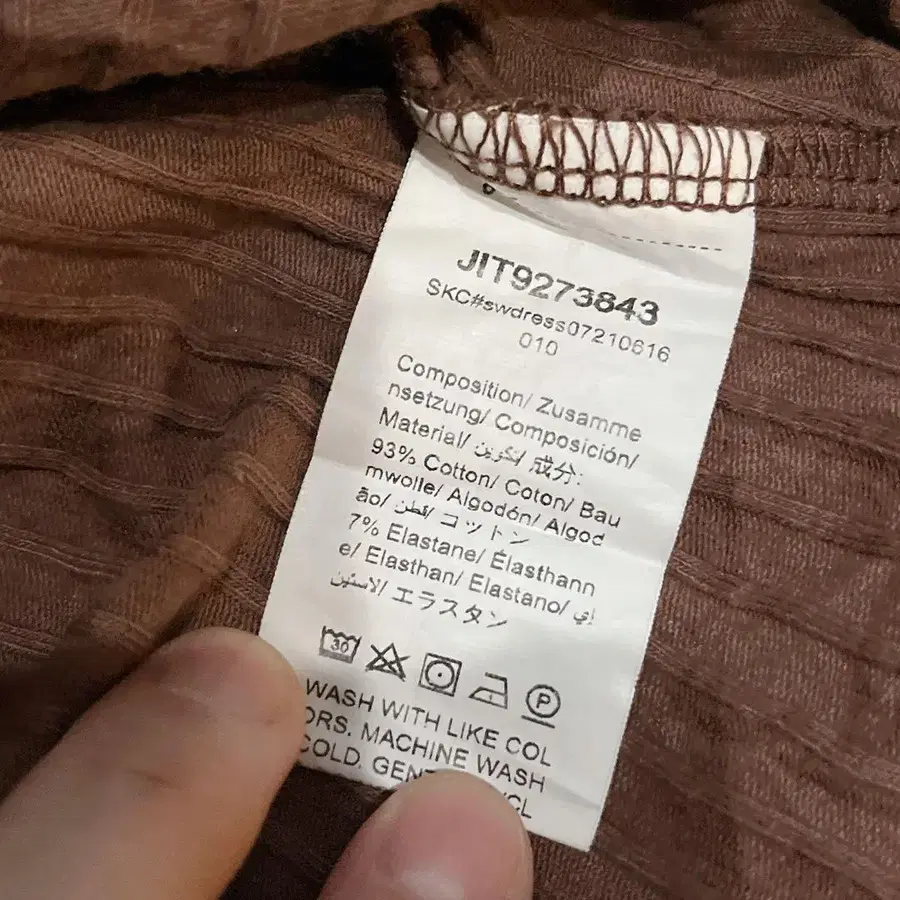 JIT9273843
SKC#swdress07210616
010
Composition/ Zusamme
nsetzung/ Composición/
Material/ تكوين/ 成分:
93% Cotton/ Coton/ Bau
mwolle/ Algodón/ Algod
ão/ قطن/ コットン
7% Elastane/ Élasthann
e/ Elasthan/ Elastano/ إي
لاستين/ エラスタン
30
P
WASH WITH LIKE COL
ORS. MACHINE WASH
COLD.